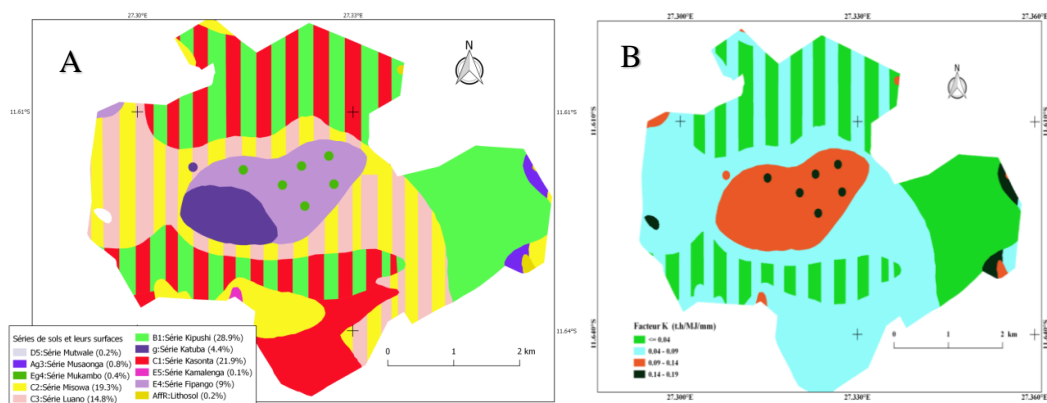 27.30°E 27.33°E
A
N
11.61°S 11.61°S
11.64°S
Séries de sols et leurs surfaces
D5:Série Mutwale (0.2%)
Ag3:Série Musaonga (0.8%)
Eg4:Série Mukambo (0.4%)
C2:Série Misowa (19.3%)
C3:Série Luano (14.8%)
B1:Série Kipushi (28.9%)
g:Série Katuba (4.4%)
C1:Série Kasonta (21.9%)
E5:Série Kamalenga (0.1%)
E4:Série Fipango (9%)
AffR:Lithosol (0.2%)
0 1 2 km
27.30°E 27.33°E
27.300°E 27.330°E 27.360°E
B
N
11.610°S 11.610°S
11.640°S 11.640°S
Facteur K (t.h/MJ/mm)
<= 0.04
0.04 - 0.09
0.09 - 0.14
0.14 - 0.19
0 1 2 km
27.300°E 27.330°E 27.360°E